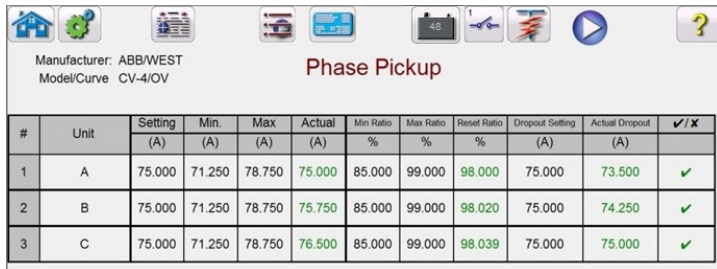 48
1
?
Manufacturer: ABB/WEST
Model/Curve CV-4/OV
Phase Pickup
# Unit Setting Min. Max Actual Min Ratio Max Ratio Reset Ratio Dropout Setting Actual Dropout ✔/✘
(A) (A) (A) (A) % % % (A) (A)
1 A 75.000 71.250 78.750 75.000 85.000 99.000 98.000 75.000 73.500 ✔
2 B 75.000 71.250 78.750 75.750 85.000 99.000 98.020 75.000 74.250 ✔
3 C 75.000 71.250 78.750 76.500 85.000 99.000 98.039 75.000 75.000 ✔